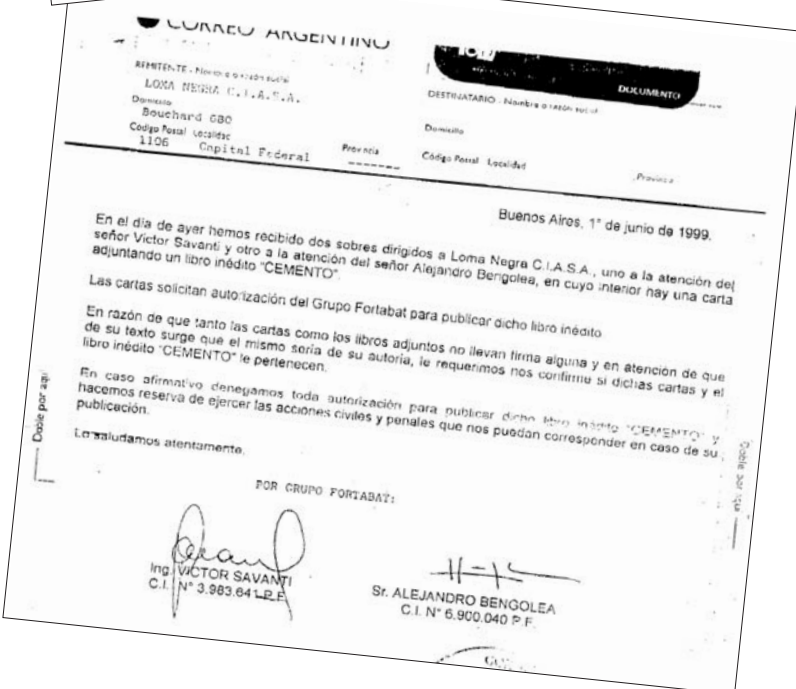 CORREO ARGENTINO
DOCUMENTO
REMITENTE - Nombre o razón social
LOMA NEGRA C.I.A.S.A.
Domicilio
Bouchard 680
Código Postal Localidad Provincia
1106 Capital Federal -------
DESTINATARIO - Nombre o razón social
Domicilio
Código Postal Localidad
Provincia
Buenos Aires, 1° de junio de 1999.
En el día de ayer hemos recibido dos sobres dirigidos a Loma Negra C.I.A.S.A., uno a la atención del
señor Victor Savanti y otro a la atención del señor Alejandro Bengolea, en cuyo interior hay una carta
adjuntando un libro inédito "CEMENTO".
Las cartas solicitan autorización del Grupo Fortabat para publicar dicho libro inédito
En razón de que tanto las cartas como los libros adjuntos no llevan firma alguna y en atención de que
de su texto surge que el mismo sería de su autoria, le requerimos nos confirme si dichas cartas y el
libro inédito "CEMENTO" le pertenecen.
En caso afirmativo denegamos toda autorización para publicar dicho libro inédito "CEMENTO" y
hacemos reserva de ejercer las acciones civiles y penales que nos puedan corresponder en caso de su
publicación.
Lo saludamos atentamente.
Doble por aquí
Doble por aquí
POR GRUPO FORTABAT:
Ing. VICTOR SAVANTI
C.I. N° 3.983.641 P.F.
Sr. ALEJANDRO BENGOLEA
C.I. N° 6.900.040 P.F.